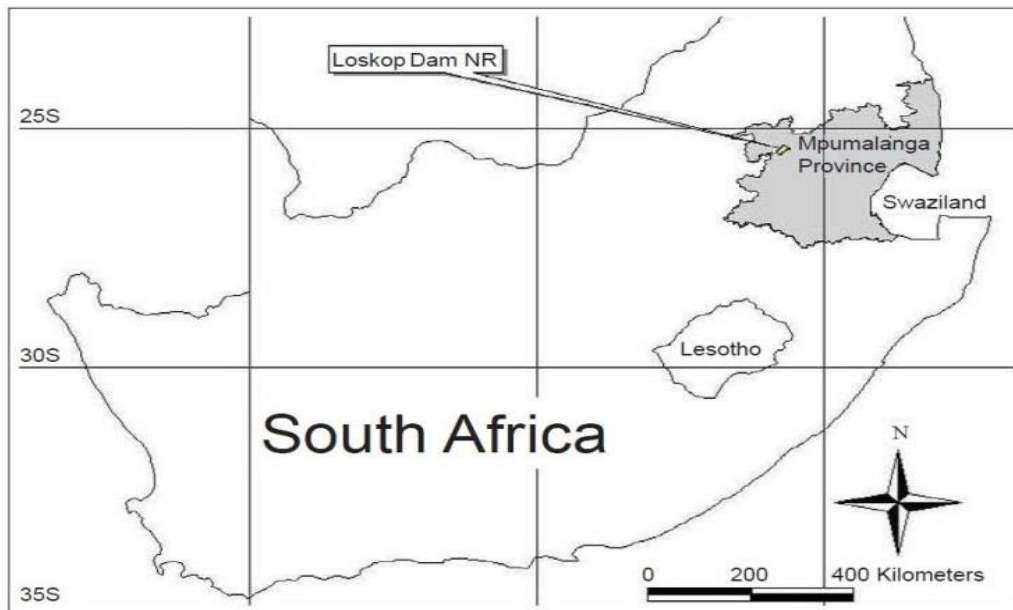 Loskop Dam NR
25S
Mpumalanga
Province
Swaziland
30S
Lesotho
South Africa
N
0 200 400 Kilometers
35S